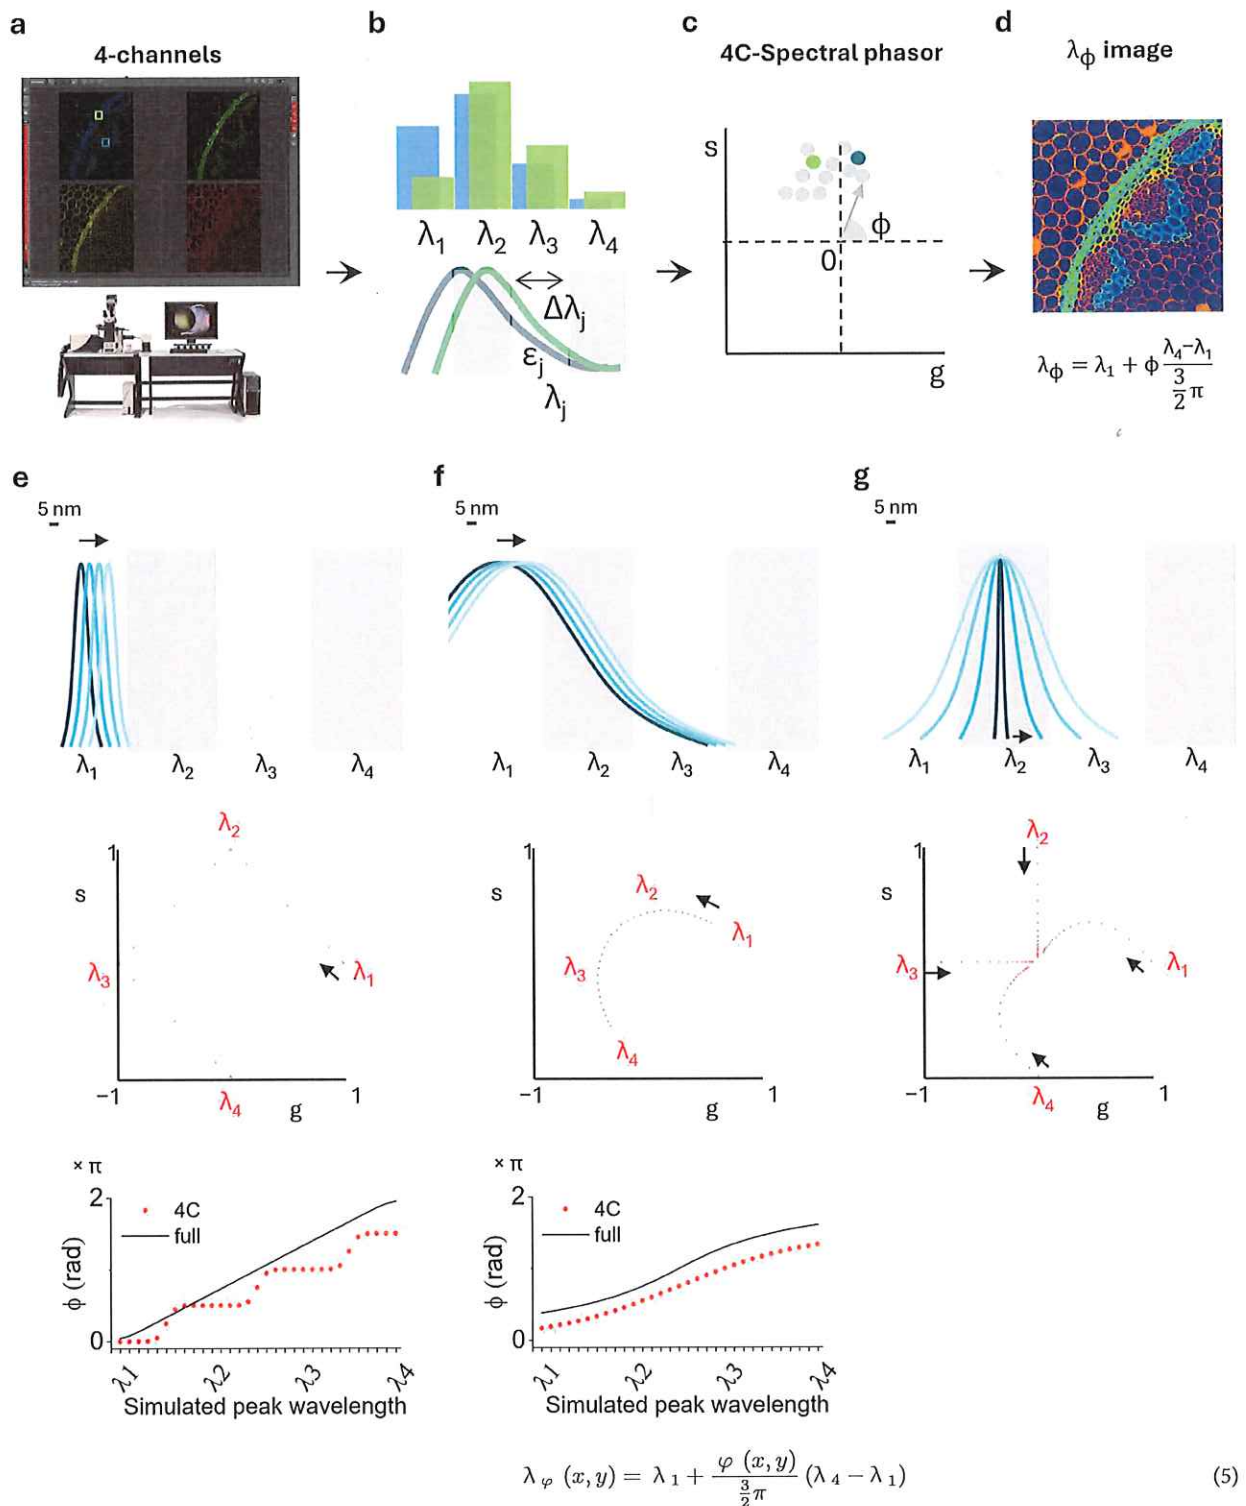 a
4-channels
b
λ1 λ2 λ3 λ4
Δλj
εj
λj
c
4C-Spectral phasor
s
ϕ
0
g
d
λϕ image
λϕ = λ1 + ϕ (λ4−λ1)/(3/2 π)
e
5 nm
λ1 λ2 λ3 λ4
f
5 nm
λ1 λ2 λ3 λ4
g
5 nm
λ1 λ2 λ3 λ4
λ2
1
s
λ3
λ1
−1
λ4
g
1
1
s
λ2
λ1
λ3
λ4
−1
g
1
λ2
1
s
λ3
λ1
−1
λ4
g
1
× π
2
4C
full
ϕ (rad)
0
λ1 λ2 λ3 λ4
Simulated peak wavelength
× π
2
4C
full
ϕ (rad)
0
λ1 λ2 λ3 λ4
Simulated peak wavelength
λφ (x, y) = λ1 + φ (x, y)/(3/2 π) (λ4 − λ1) (5)